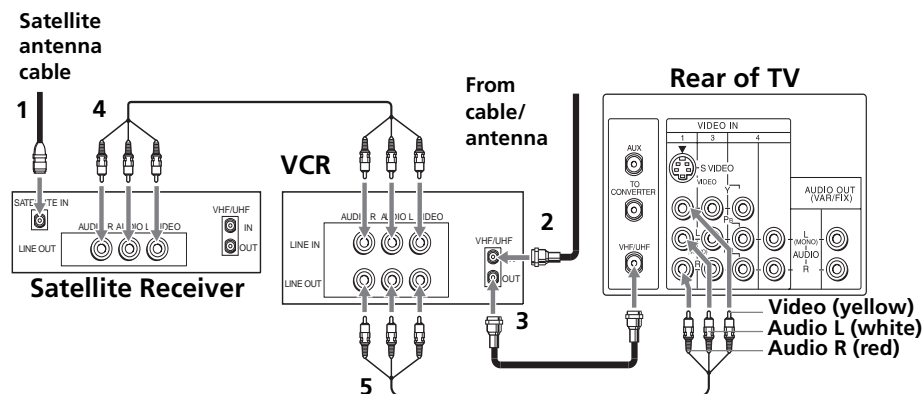 Satellite
antenna
cable
1
4
VCR
From
cable/
antenna
2
Rear of TV
SATELLITE IN
AUDIO R AUDIO L VIDEO
LINE OUT
VHF/UHF
IN
OUT
Satellite Receiver
AUDIO R AUDIO L VIDEO
LINE IN
LINE OUT
VHF/UHF
OUT
3
5
AUX
TO
CONVERTER
VHF/UHF
VIDEO IN
1 3 4
S VIDEO
VIDEO
Y
PB
AUDIO OUT
(VAR/FIX)
L
(MONO)
AUDIO
R
Video (yellow)
Audio L (white)
Audio R (red)